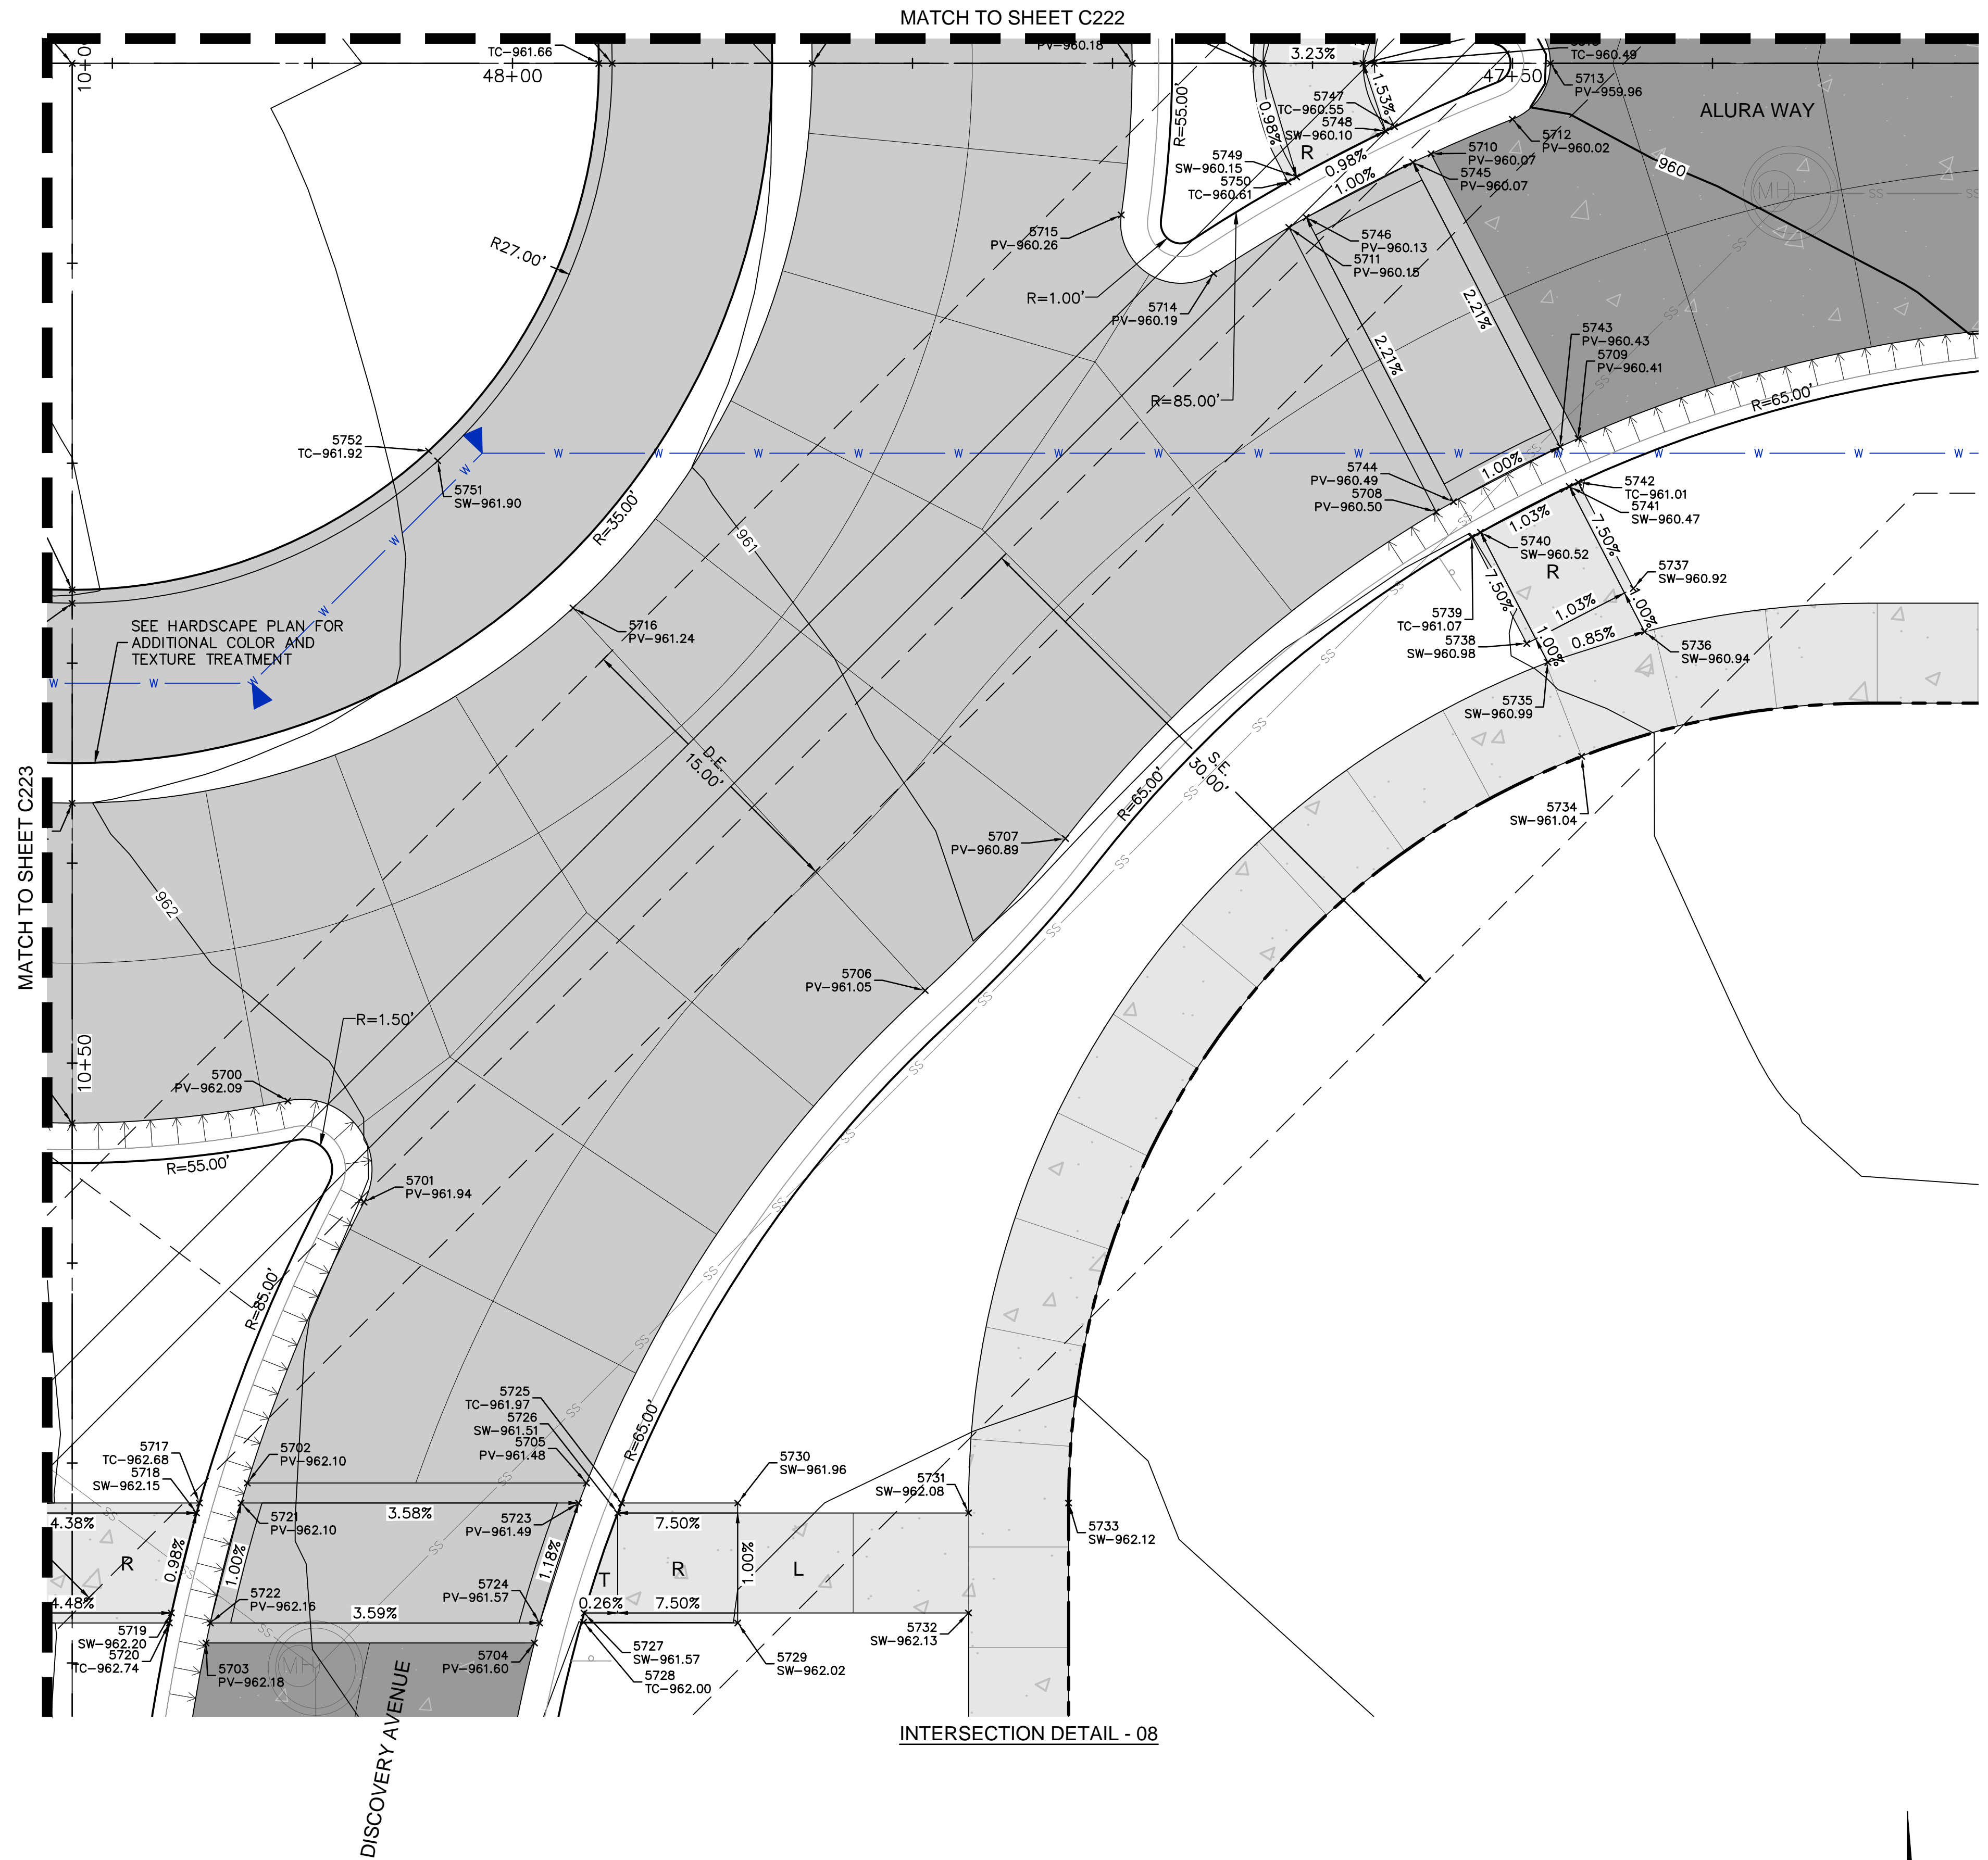 MATCH TO SHEET C222
TC-961.66
48+00
PV-960.18
3.23%
TC-960.49
47+50
5713
PV-959.96
ALURA WAY
R=55.00'
0.98%
1.53%
5747
TC-960.55
5748
SW-960.10
R
5749
SW-960.15
5750
TC-960.61
0.98%
1.00%
5712
PV-960.02
5710
PV-960.07
5745
PV-960.07
960
MH
SS
SS
R27.00'
5715
PV-960.26
5746
PV-960.13
5711
PV-960.15
R=1.00'
5714
PV-960.19
2.21%
2.21%
5743
PV-960.43
5709
PV-960.41
R=85.00'
R=65.00'
5752
TC-961.92
5751
SW-961.90
W W W W W W W W W W W W W W W
5744
PV-960.49
5708
PV-960.50
1.00%
5742
TC-961.01
5741
SW-960.47
R=35.00'
961
1.03%
7.50%
5740
SW-960.52
R
5737
SW-960.92
7.50%
1.03%
1.00%
5739
TC-961.07
5738
SW-960.98
1.00%
0.85%
5736
SW-960.94
SEE HARDSCAPE PLAN FOR
ADDITIONAL COLOR AND
TEXTURE TREATMENT
5716
PV-961.24
5735
SW-960.99
W W W
D.E.
15.00'
S.E.
30.00'
5734
SW-961.04
MATCH TO SHEET C223
R=65.00'
5707
PV-960.89
962
5706
PV-961.05
R=1.50'
10+50
5700
PV-962.09
R=55.00'
5701
PV-961.94
R=85.00'
5725
TC-961.97
5726
SW-961.51
5705
PV-961.48
R=65.00'
5717
TC-962.68
5718
SW-962.15
5702
PV-962.10
5730
SW-961.96
5731
SW-962.08
4.38%
5721
PV-962.10
3.58%
5723
PV-961.49
7.50%
5733
SW-962.12
R
0.98%
1.00%
1.18%
T
R
1.00%
L
4.48%
5722
PV-962.16
3.59%
5724
PV-961.57
0.26%
7.50%
5719
SW-962.20
5720
TC-962.74
5732
SW-962.13
5703
PV-962.18
MH
5704
PV-961.60
5727
SW-961.57
5728
TC-962.00
5729
SW-962.02
DISCOVERY AVENUE
INTERSECTION DETAIL - 08